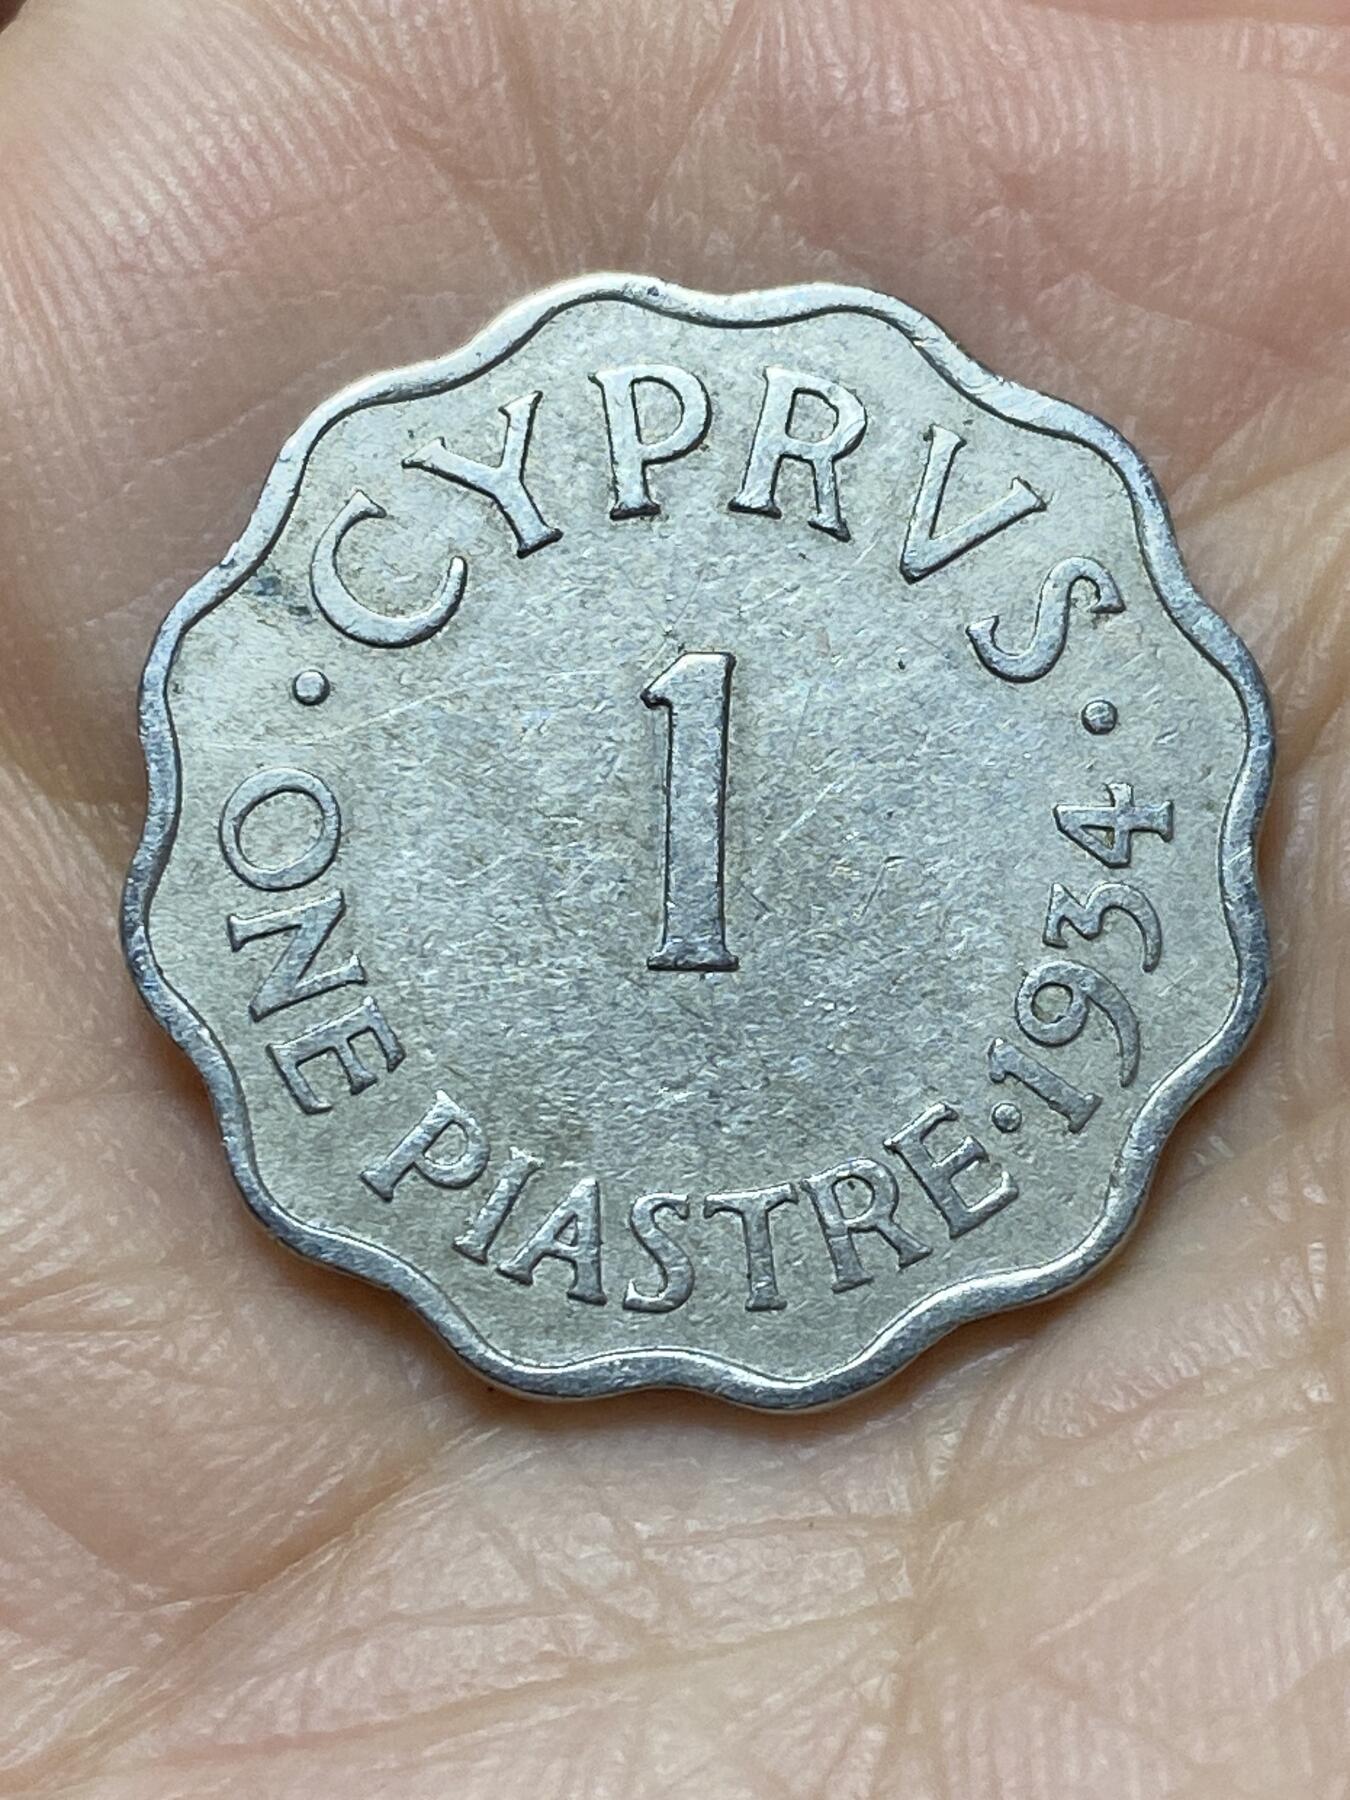 ·CYPRVS·
1
ONE PIASTRE·1934